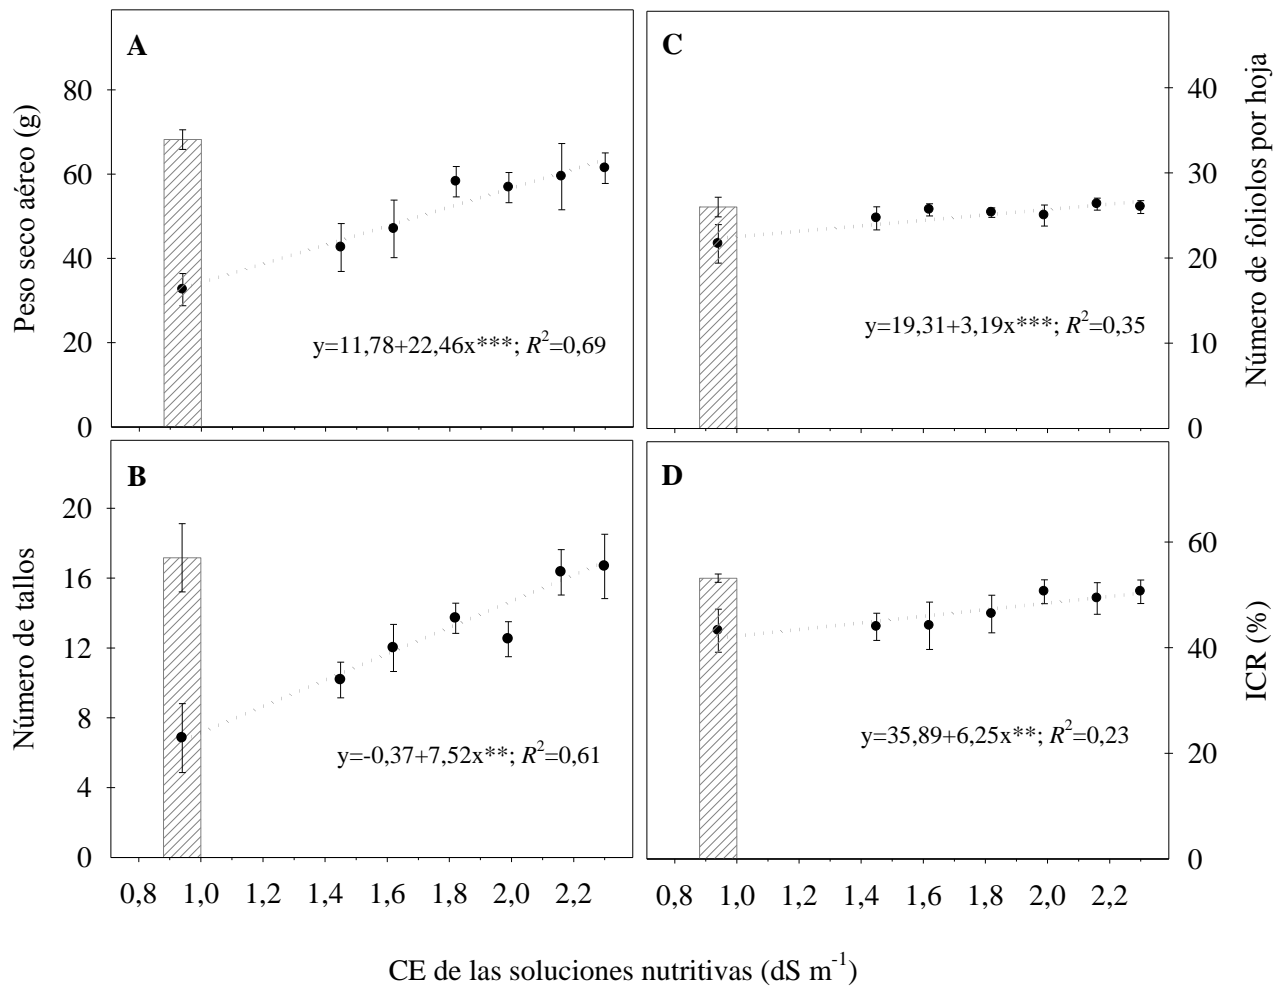 A
Peso seco aéreo (g)
80
60
40
20
0
y=11,78+22,46x***; R²=0,69
C
Número de foliolos por hoja
40
30
20
10
0
y=19,31+3,19x***; R²=0,35
B
Número de tallos
20
16
12
8
4
0
y=-0,37+7,52x**; R²=0,61
0,8 1,0 1,2 1,4 1,6 1,8 2,0 2,2
D
ICR (%)
60
40
20
0
y=35,89+6,25x**; R²=0,23
0,8 1,0 1,2 1,4 1,6 1,8 2,0 2,2
CE de las soluciones nutritivas (dS m⁻¹)